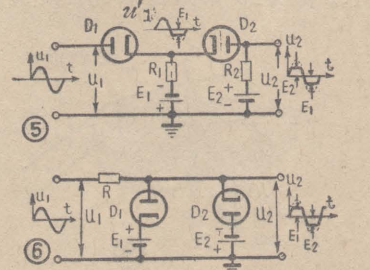 D1 u'1 E1 t D2
u1 t u1 R1 R2 u2 u2 t
E1 - + E2 + - E2 E1
5
R
u1 t u1 D1 D2 u2 u2 t
E1 + - E2 - + E1 E2
6